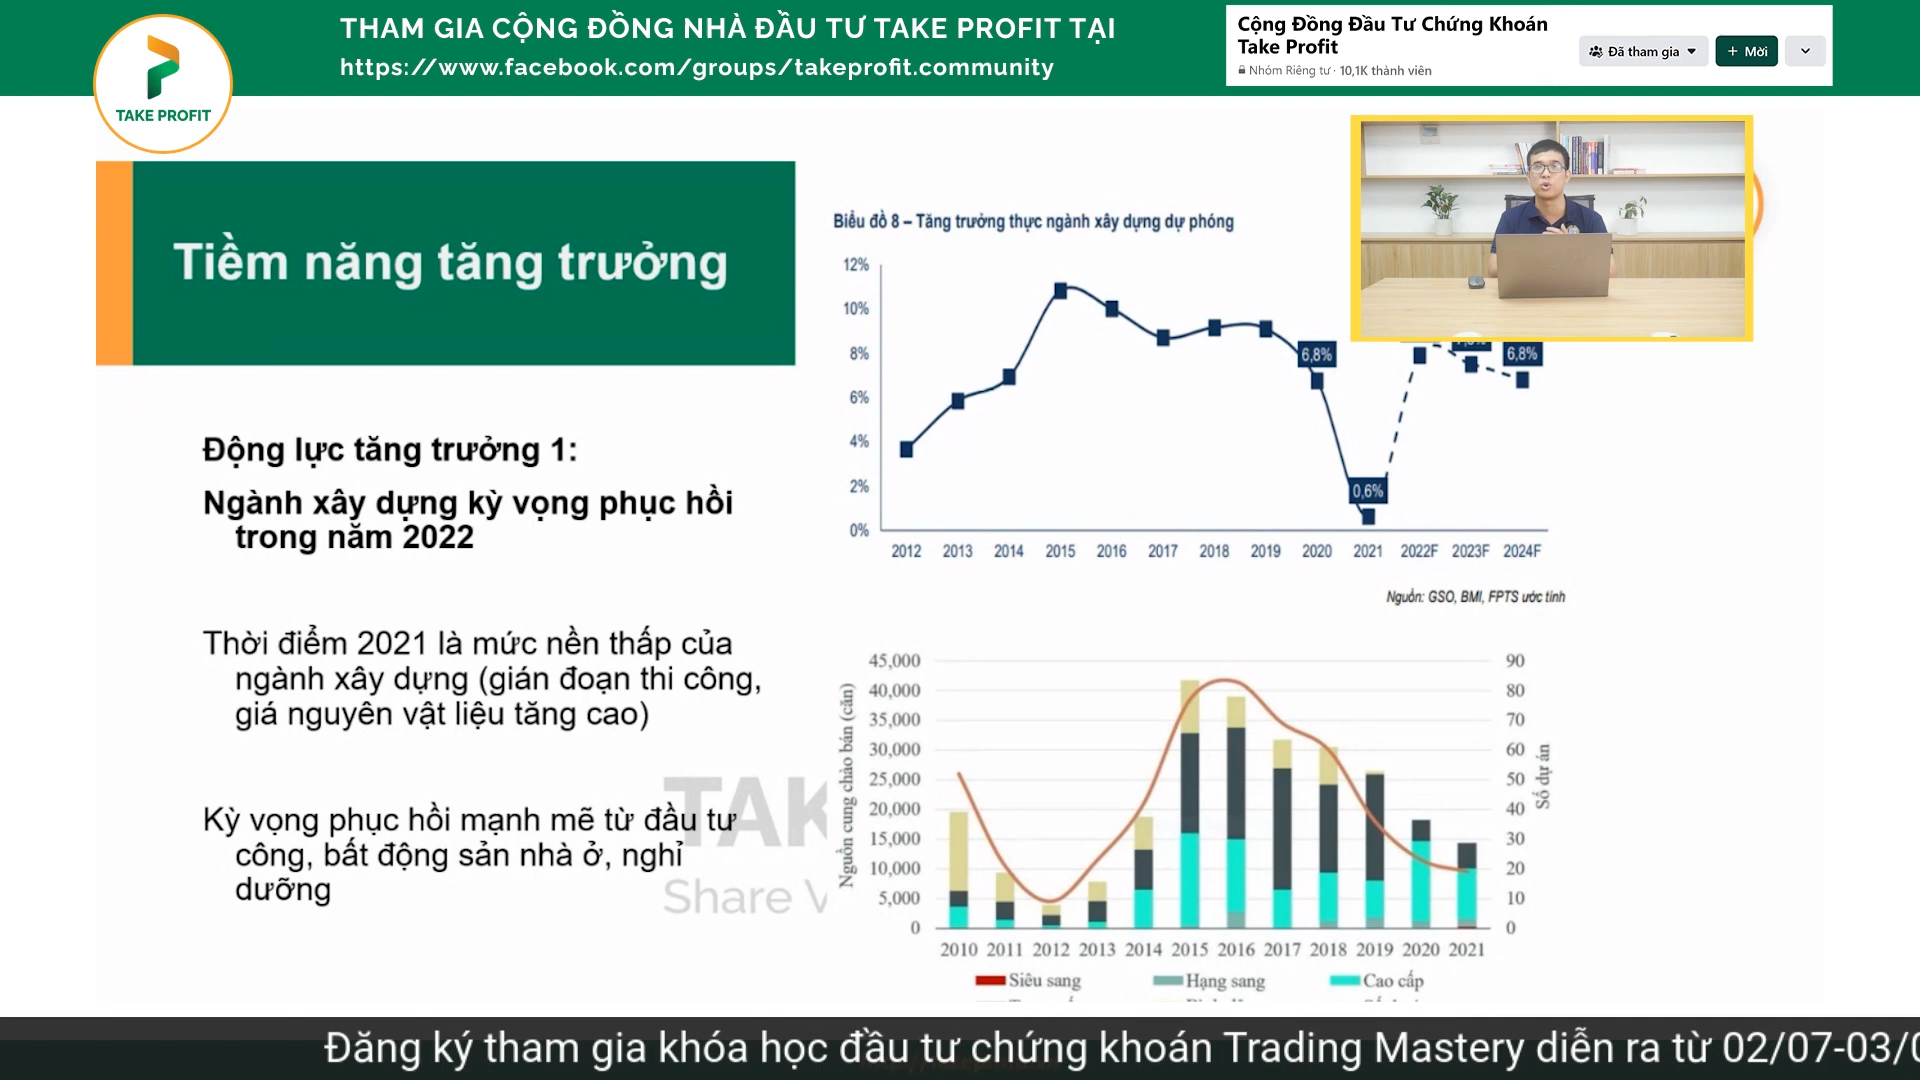 THAM GIA CỘNG ĐỒNG NHÀ ĐẦU TƯ TAKE PROFIT TẠI
https://www.facebook.com/groups/takeprofit.community
Cộng Đồng Đầu Tư Chứng Khoán
Take Profit
Nhóm Riêng tư · 10,1K thành viên
Đã tham gia
+ Mời
TAKE PROFIT
Tiềm năng tăng trưởng
Động lực tăng trưởng 1:
Ngành xây dựng kỳ vọng phục hồi
trong năm 2022
Thời điểm 2021 là mức nền thấp của
ngành xây dựng (gián đoạn thi công,
giá nguyên vật liệu tăng cao)
Kỳ vọng phục hồi mạnh mẽ từ đầu tư
công, bất động sản nhà ở, nghỉ
dưỡng
TAK
Share V
Biểu đồ 8 – Tăng trưởng thực ngành xây dựng dự phóng
12%
10%
8%
6%
4%
2%
0%
6,8%
0,6%
6,8%
2012 2013 2014 2015 2016 2017 2018 2019 2020 2021 2022F 2023F 2024F
Nguồn: GSO, BMI, FPTS ước tính
Nguồn cung chào bán (căn)
45,000
40,000
35,000
30,000
25,000
20,000
15,000
10,000
5,000
0
90
80
70
60
50
40
30
20
10
0
Số dự án
2010 2011 2012 2013 2014 2015 2016 2017 2018 2019 2020 2021
Siêu sang Hạng sang Cao cấp
Đăng ký tham gia khóa học đầu tư chứng khoán Trading Mastery diễn ra từ 02/07-03/